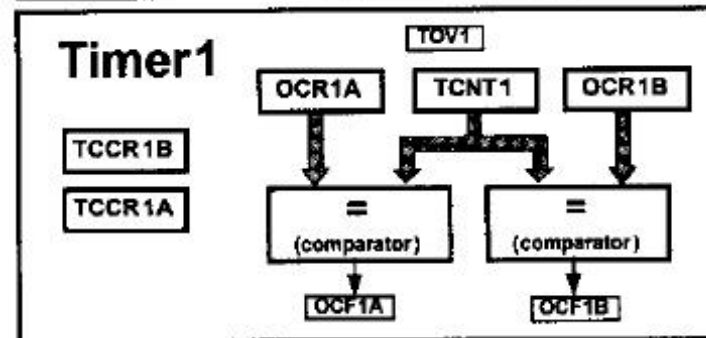 Timer1
TOV1
OCR1A
TCNT1
OCR1B
TCCR1B
TCCR1A
=
(comparator)
=
(comparator)
OCF1A
OCF1B